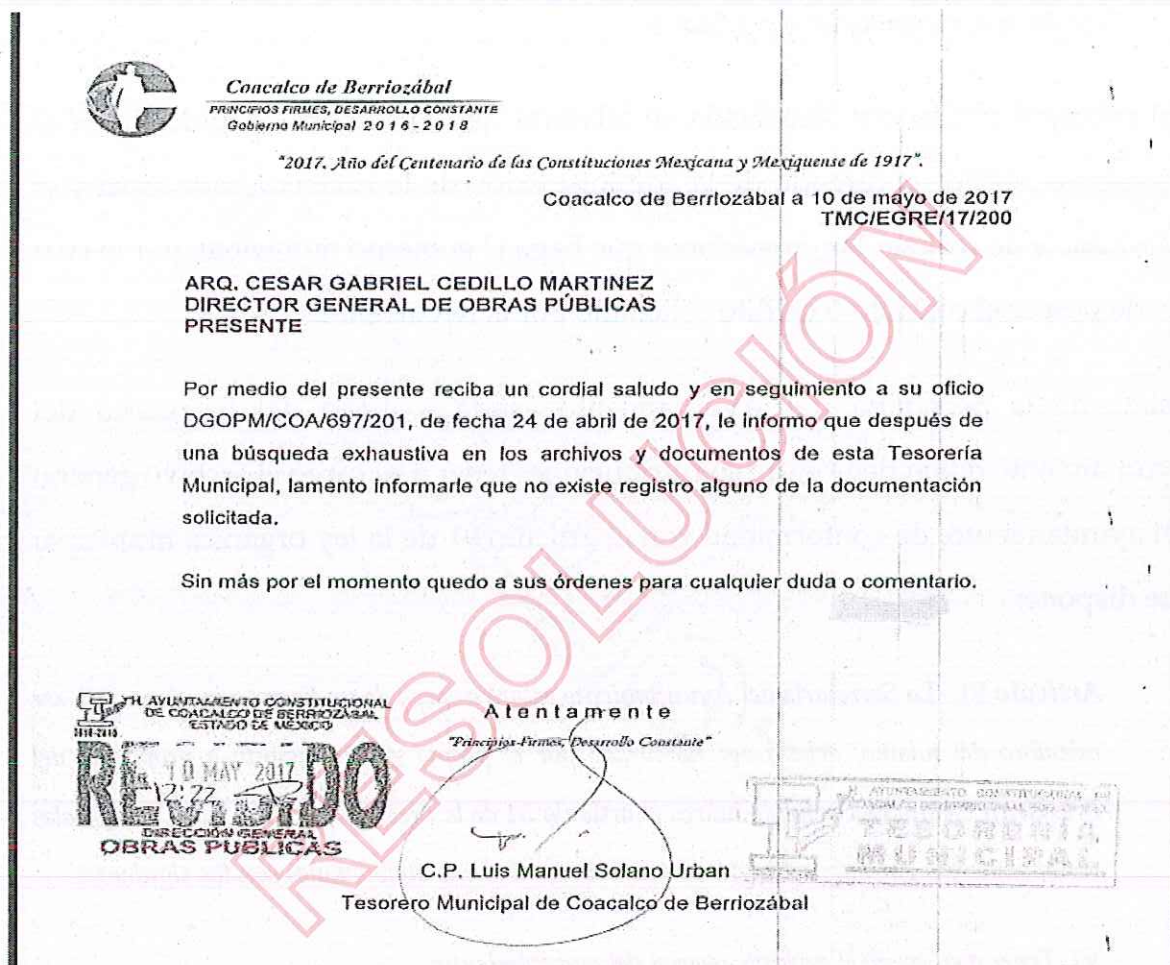 Coacalco de Berriozábal
PRINCIPIOS FIRMES, DESARROLLO CONSTANTE
Gobierno Municipal 2016-2018
"2017. Año del Centenario de las Constituciones Mexicana y Mexiquense de 1917".
Coacalco de Berriozábal a 10 de mayo de 2017
TMC/EGRE/17/200
ARQ. CESAR GABRIEL CEDILLO MARTINEZ
DIRECTOR GENERAL DE OBRAS PÚBLICAS
PRESENTE
Por medio del presente reciba un cordial saludo y en seguimiento a su oficio
DGOPM/COA/697/201, de fecha 24 de abril de 2017, le informo que después de
una búsqueda exhaustiva en los archivos y documentos de esta Tesorería
Municipal, lamento informarle que no existe registro alguno de la documentación
solicitada.
Sin más por el momento quedo a sus órdenes para cualquier duda o comentario.
RESOLUCIÓN
H. AYUNTAMIENTO CONSTITUCIONAL
DE COACALCO DE BERRIOZABAL
ESTADO DE MÉXICO
RECIBIDO
10 MAY 2017
12:22
DIRECCIÓN GENERAL
OBRAS PUBLICAS
Atentamente
"Principios Firmes, Desarrollo Constante"
C.P. Luis Manuel Solano Urban
Tesorero Municipal de Coacalco de Berriozábal
H. AYUNTAMIENTO CONSTITUCIONAL
TESORERIA
MUNICIPAL